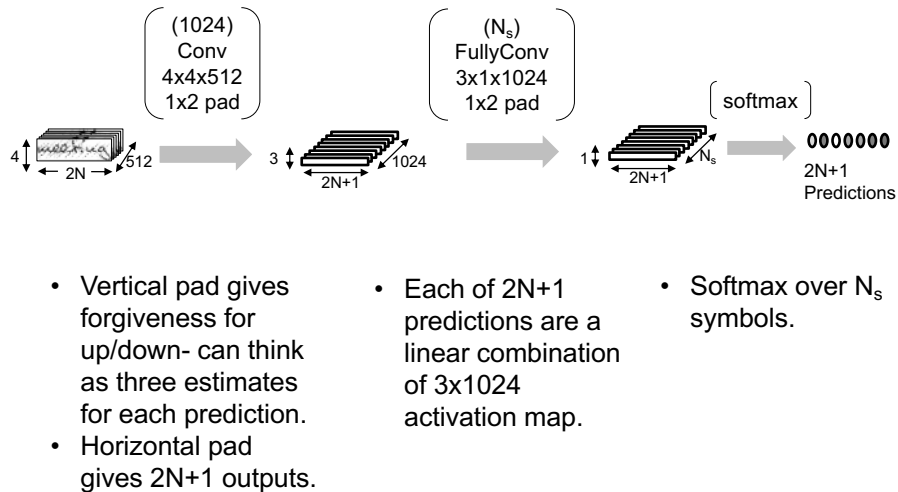 (1024)
Conv
4x4x512
1x2 pad
(Nₛ)
FullyConv
3x1x1024
1x2 pad
softmax
4
meeting
2N
512
3
2N+1
1024
1
2N+1
Nₛ
2N+1
Predictions
• Vertical pad gives
forgiveness for
up/down- can think
as three estimates
for each prediction.
• Horizontal pad
gives 2N+1 outputs.
• Each of 2N+1
predictions are a
linear combination
of 3x1024
activation map.
• Softmax over Nₛ
symbols.